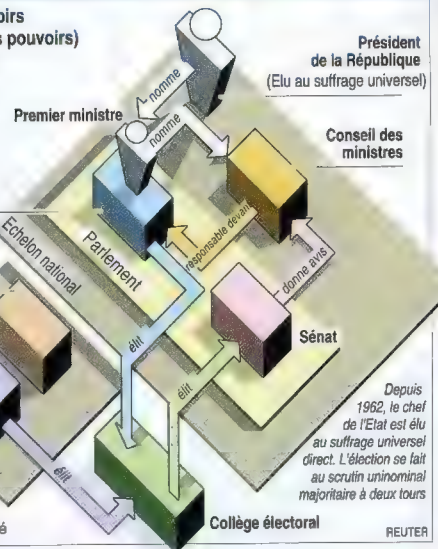 oirs
s pouvoirs)
Président
de la République
(Elu au suffrage universel)
nomme
Premier ministre
nomme
Conseil des
ministres
Echelon national
Parlement
responsable devant
donne avis
élit
élit
Sénat
Depuis
1962, le chef
de l'Etat est élu
au suffrage universel
direct. L'élection se fait
au scrutin uninominal
majoritaire à deux tours
élit
é
Collège électoral
REUTER